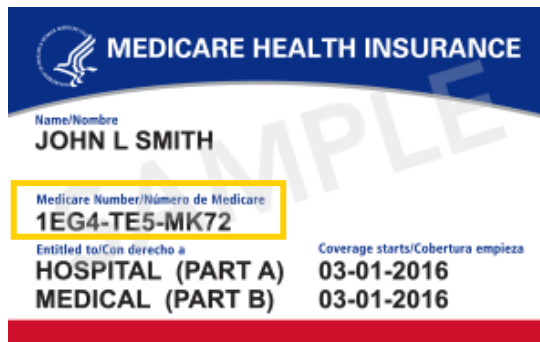 MEDICARE HEALTH INSURANCE
Name/Nombre
JOHN L SMITH
Medicare Number/Número de Medicare
1EG4-TE5-MK72
Entitled to/Con derecho a
Coverage starts/Cobertura empieza
HOSPITAL (PART A) 03-01-2016
MEDICAL (PART B) 03-01-2016
SAMPLE